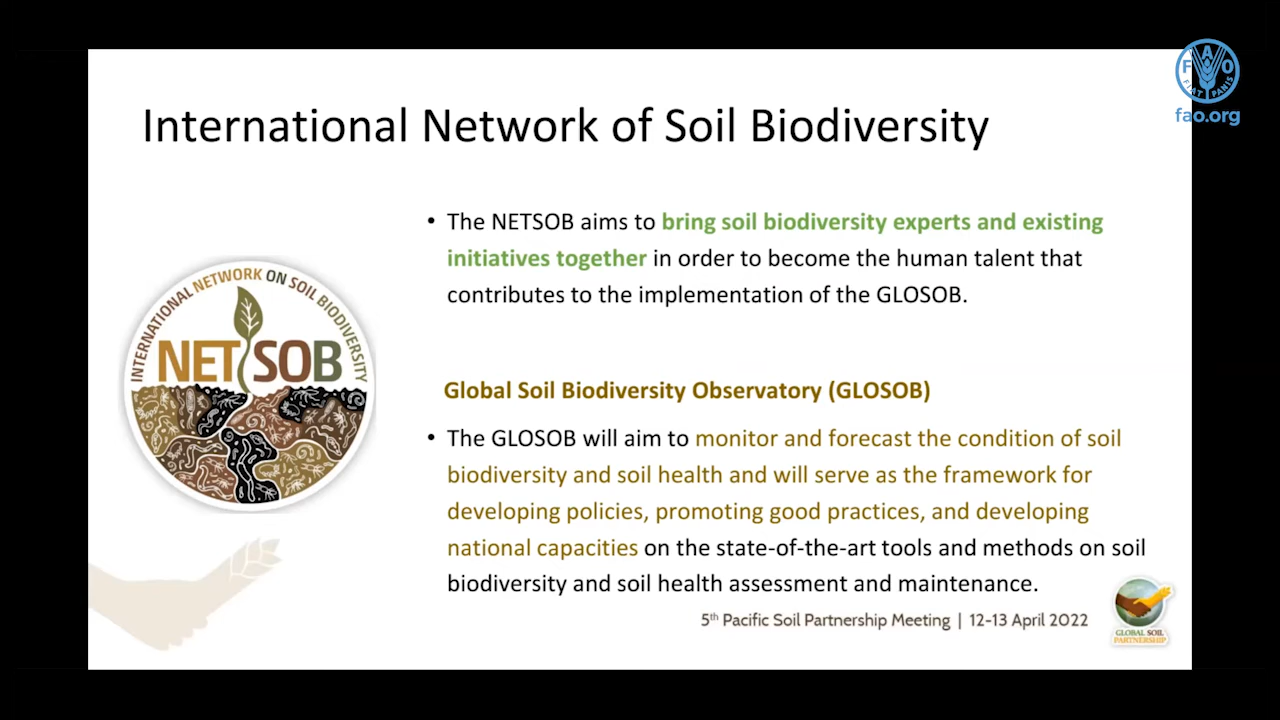 FAO
FIAT PANIS
fao.org
International Network of Soil Biodiversity
• The NETSOB aims to bring soil biodiversity experts and existing
initiatives together in order to become the human talent that
contributes to the implementation of the GLOSOB.
INTERNATIONAL NETWORK ON SOIL BIODIVERSITY
NETSOB
Global Soil Biodiversity Observatory (GLOSOB)
• The GLOSOB will aim to monitor and forecast the condition of soil
biodiversity and soil health and will serve as the framework for
developing policies, promoting good practices, and developing
national capacities on the state-of-the-art tools and methods on soil
biodiversity and soil health assessment and maintenance.
5th Pacific Soil Partnership Meeting | 12-13 April 2022
GLOBAL SOIL
PARTNERSHIP